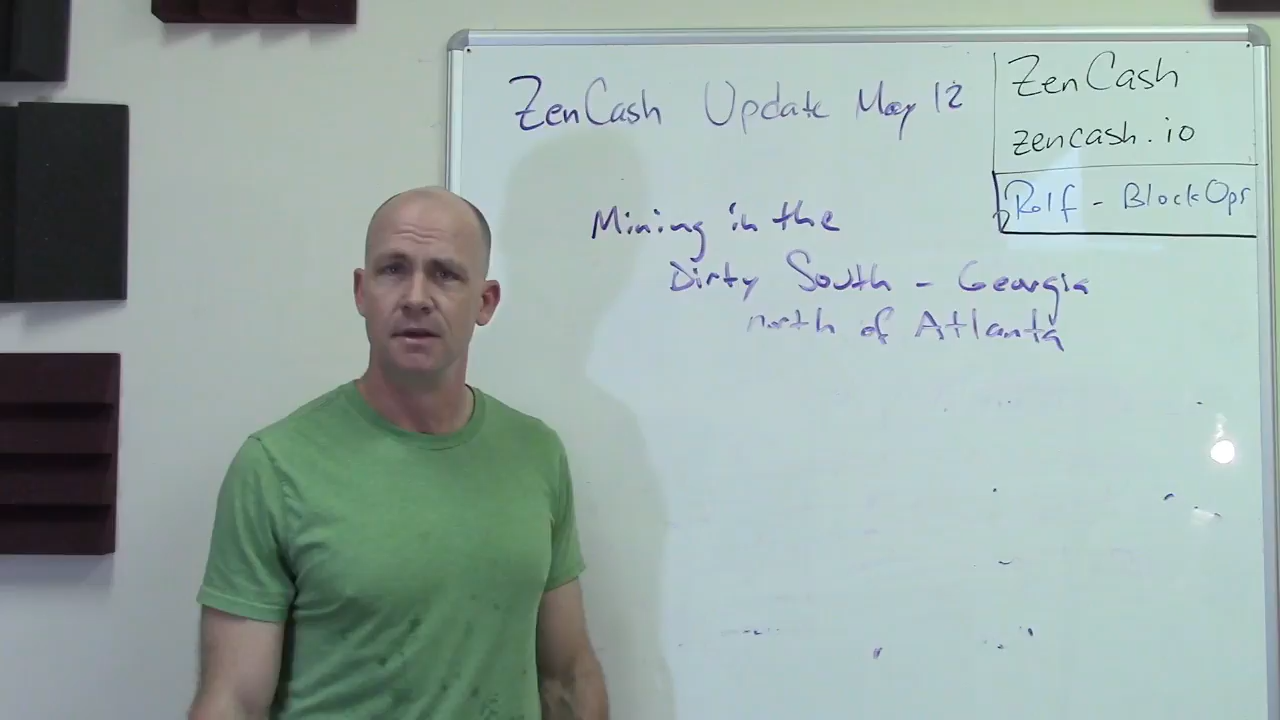 ZenCash Update May 12
ZenCash
zencash.io
Rolf - BlockOps
Mining in the
Dirty South - Georgia
north of Atlanta